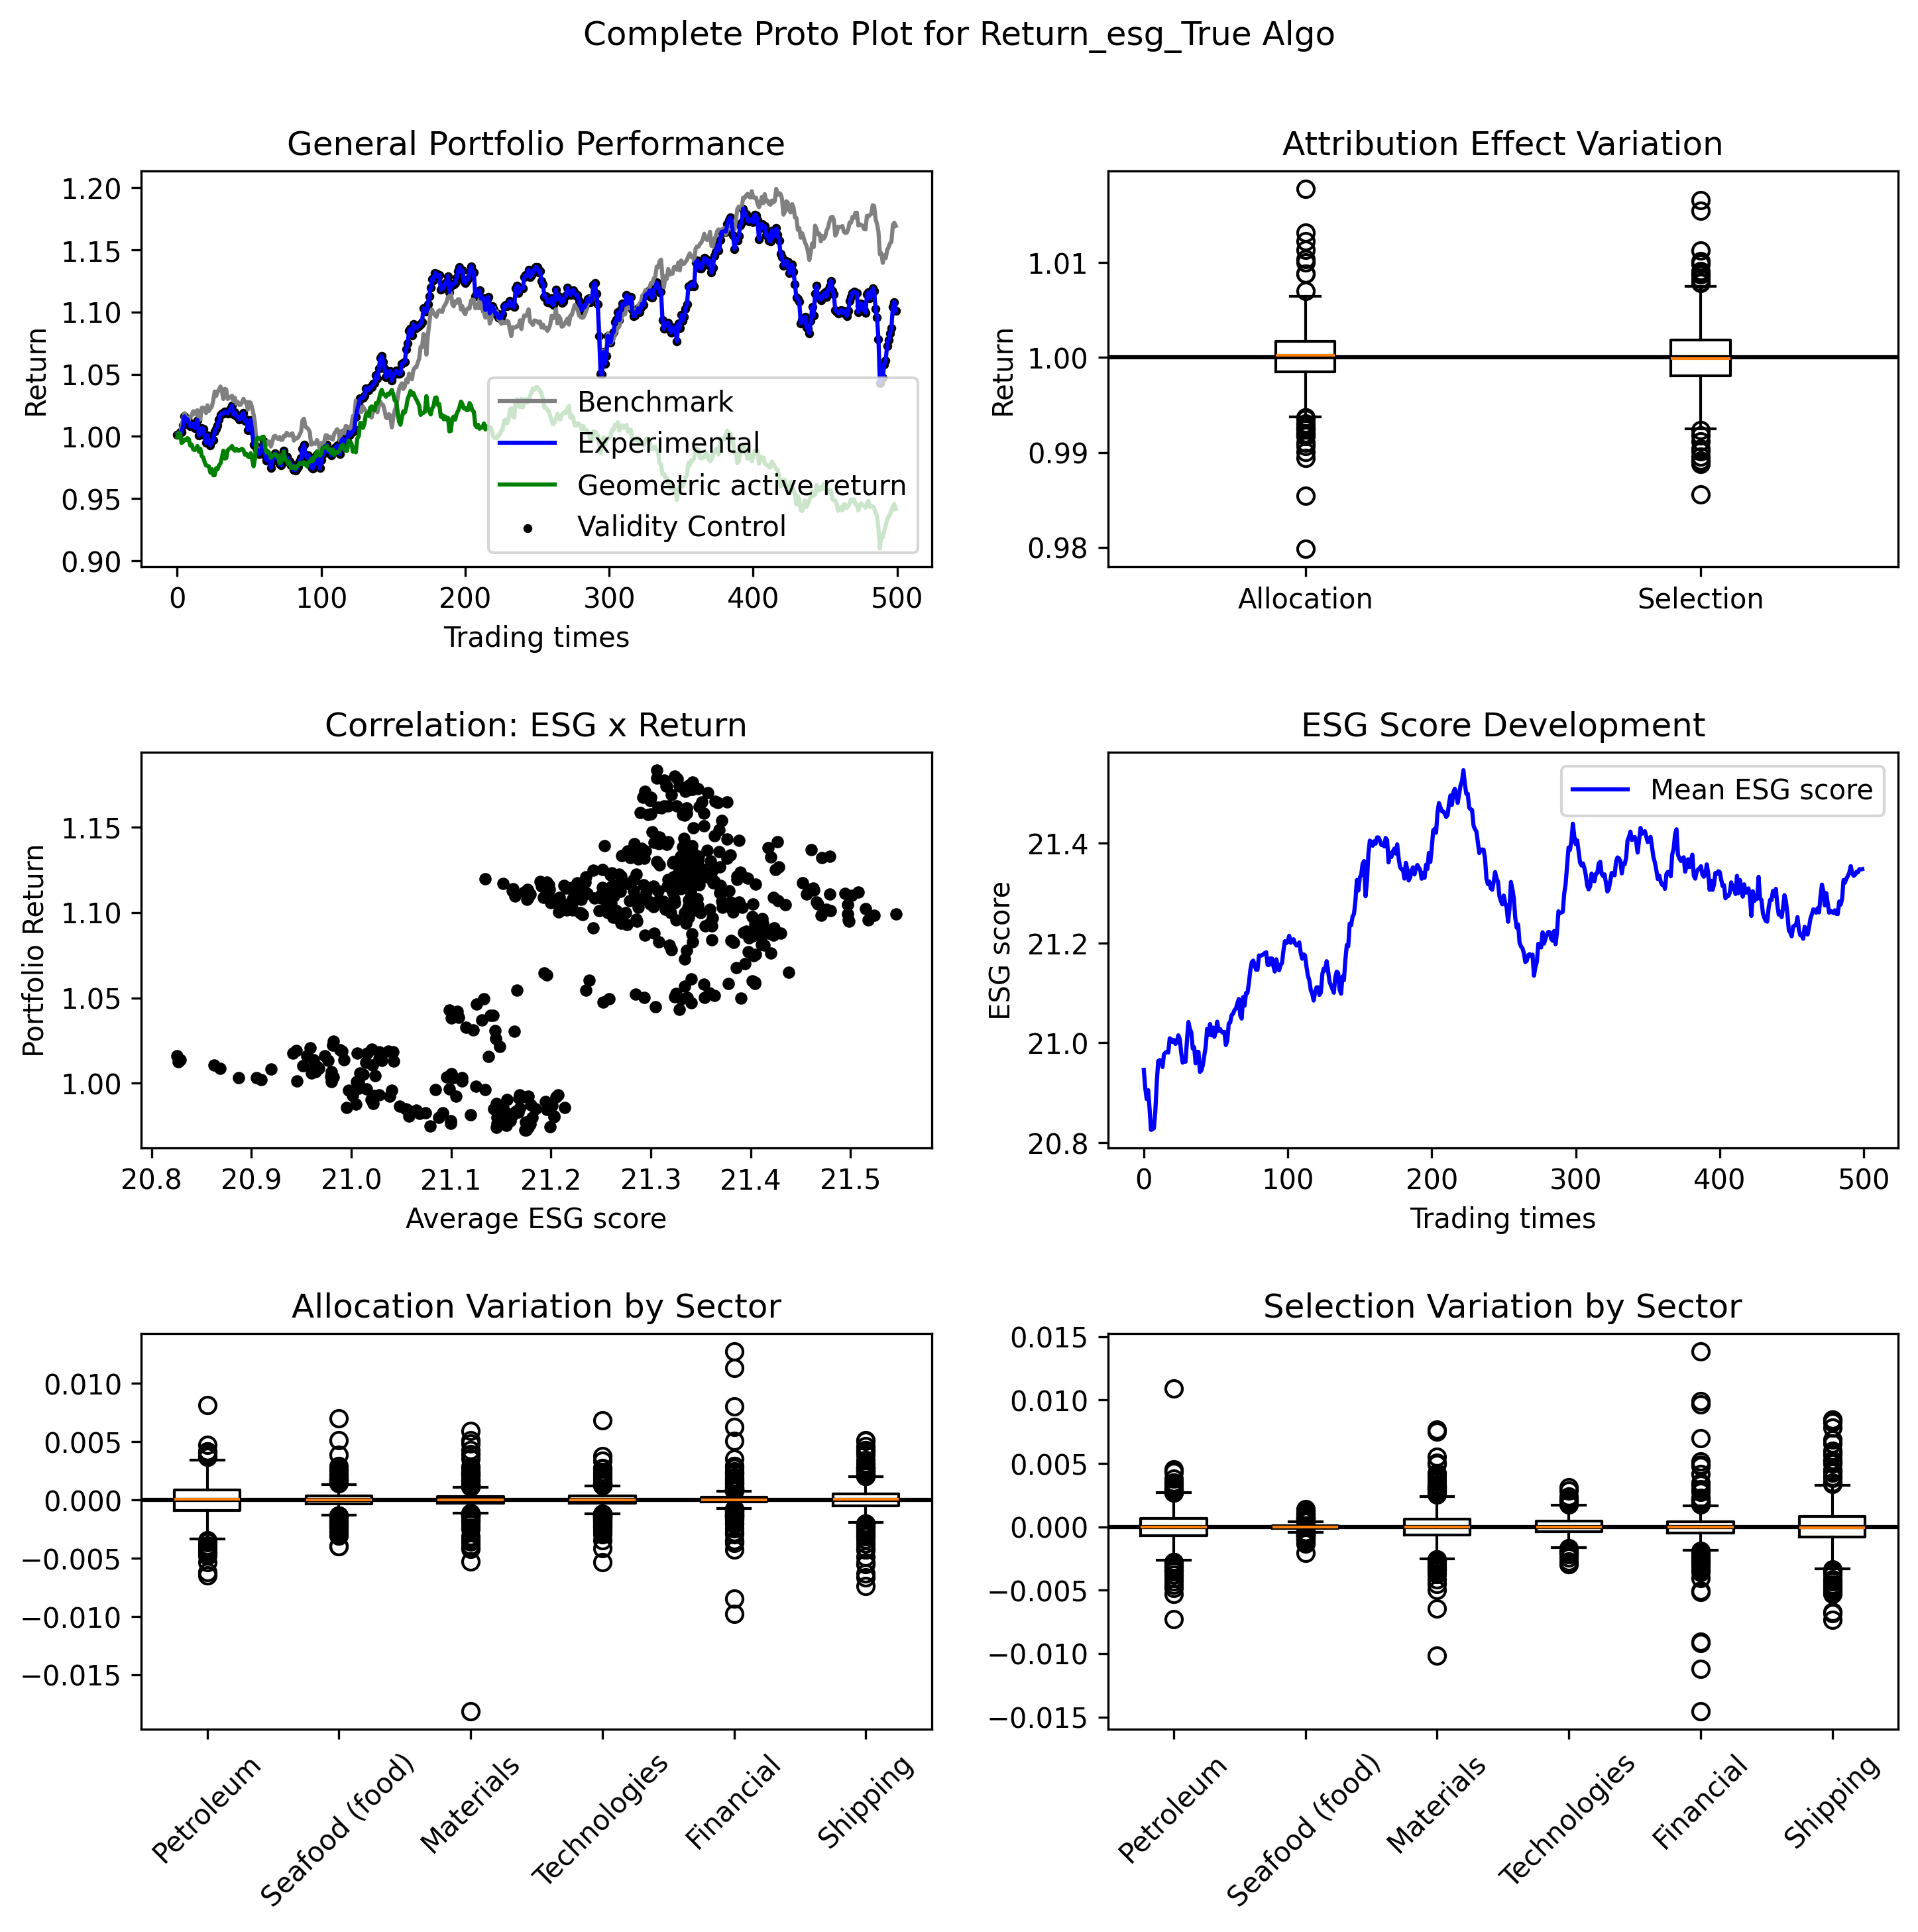 Complete Proto Plot for Return_esg_True Algo
General Portfolio Performance
Return
1.20
1.15
1.10
1.05
1.00
0.95
0.90
Benchmark
Experimental
Geometric active return
Validity Control
0 100 200 300 400 500
Trading times
Attribution Effect Variation
Return
1.01
1.00
0.99
0.98
Allocation Selection
Correlation: ESG x Return
Portfolio Return
1.15
1.10
1.05
1.00
20.8 20.9 21.0 21.1 21.2 21.3 21.4 21.5
Average ESG score
ESG Score Development
ESG score
21.4
21.2
21.0
20.8
Mean ESG score
0 100 200 300 400 500
Trading times
Allocation Variation by Sector
0.010
0.005
0.000
−0.005
−0.010
−0.015
Petroleum
Seafood (food)
Materials
Technologies
Financial
Shipping
Selection Variation by Sector
0.015
0.010
0.005
0.000
−0.005
−0.010
−0.015
Petroleum
Seafood (food)
Materials
Technologies
Financial
Shipping